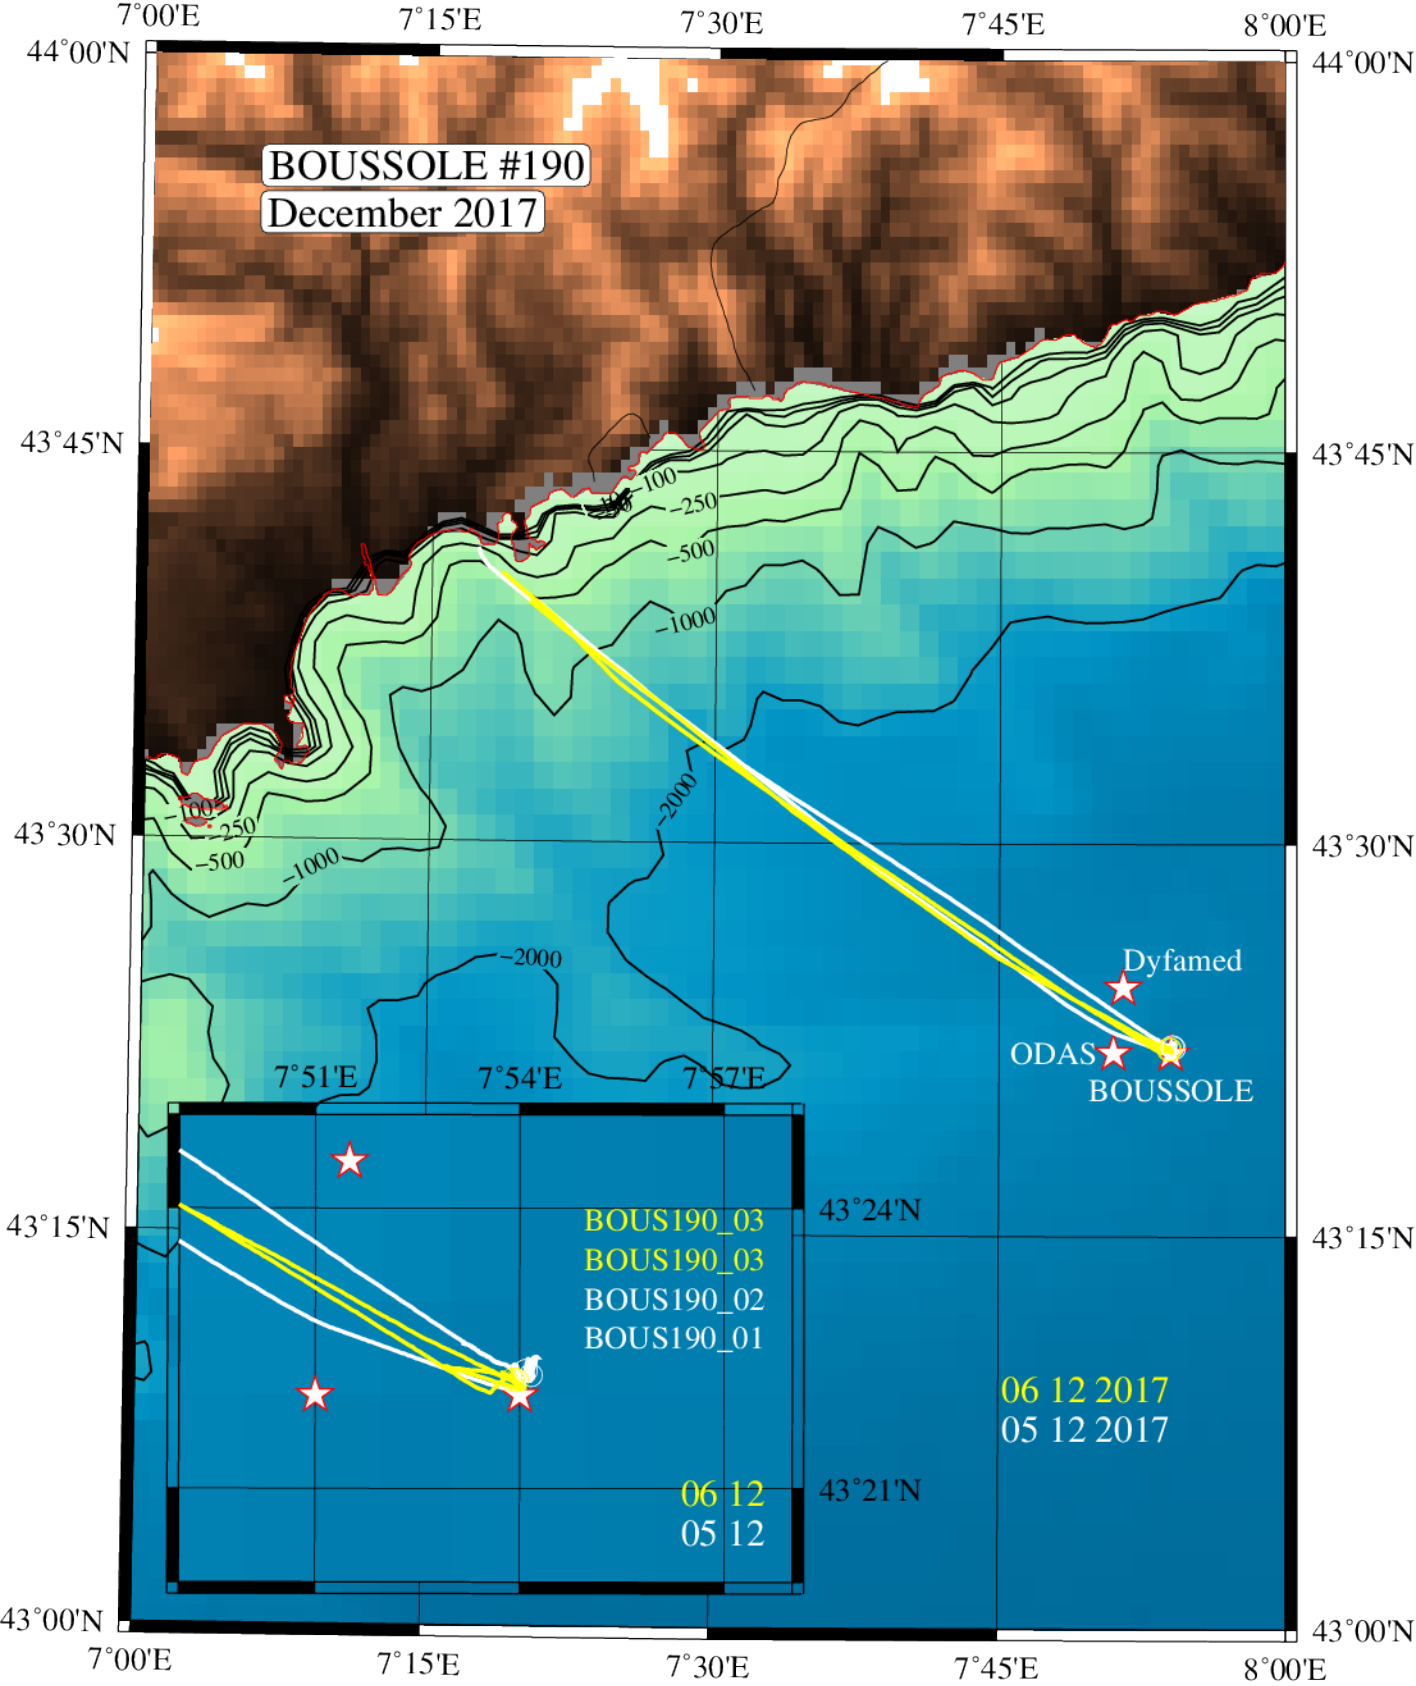 7°00'E 7°15'E 7°30'E 7°45'E 8°00'E
44°00'N 44°00'N
BOUSSOLE #190
December 2017
43°45'N 43°45'N
−100
−250
−500
−1000
−2000
−100
−250
−500
−1000
43°30'N 43°30'N
−2000
Dyfamed
ODAS
BOUSSOLE
7°51'E 7°54'E 7°57'E
43°24'N
BOUS190_03
BOUS190_03
BOUS190_02
BOUS190_01
43°15'N 43°15'N
06 12 2017
05 12 2017
43°21'N
06 12
05 12
43°00'N 43°00'N
7°00'E 7°15'E 7°30'E 7°45'E 8°00'E